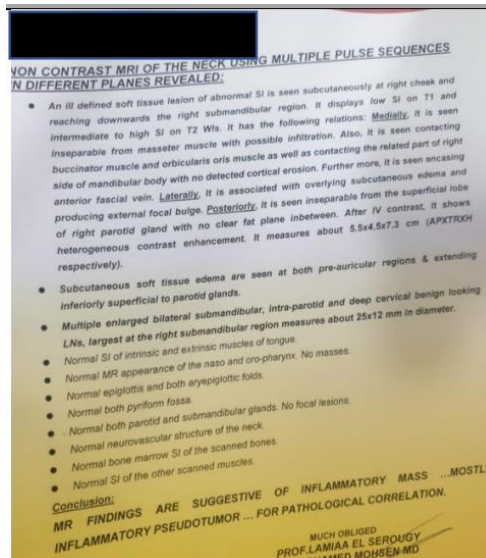 NON CONTRAST MRI OF THE NECK USING MULTIPLE PULSE SEQUENCES
IN DIFFERENT PLANES REVEALED:
• An ill defined soft tissue lesion of abnormal SI is seen subcutaneously at right cheek and
reaching downwards the right submandibular region. It displays low SI on T1 and
intermediate to high SI on T2 WIs. It has the following relations: Medially, It is seen
inseparable from masseter muscle with possible infiltration. Also, it is seen contacting
buccinator muscle and orbicularis oris muscle as well as contacting the related part of right
side of mandibular body with no detected cortical erosion. Further more, It is seen encasing
anterior fascial vein. Laterally, It is associated with overlying subcutaneous edema and
producing external focal bulge. Posteriorly, It is seen inseparable from the superficial lobe
of right parotid gland with no clear fat plane inbetween. After IV contrast, It shows
heterogeneous contrast enhancement. It measures about 5.5x4.5x7.3 cm (APXTRXH
respectively).
• Subcutaneous soft tissue edema are seen at both pre-auricular regions & extending
inferiorly superficial to parotid glands.
• Multiple enlarged bilateral submandibular, intra-parotid and deep cervical benign looking
LNs, largest at the right submandibular region measures about 25x12 mm in diameter.
• Normal SI of intrinsic and extrinsic muscles of tongue.
• Normal MR appearance of the naso and oro-pharynx. No masses.
• Normal epiglottis and both aryepiglottic folds.
• Normal both pyriform fossa.
• . Normal both parotid and submandibular glands. No focal lesions.
• Normal neurovascular structure of the neck.
• Normal bone marrow SI of the scanned bones.
• Normal SI of the other scanned muscles.
Conclusion:
MR FINDINGS ARE SUGGESTIVE OF INFLAMMATORY MASS ...MOSTLY
INFLAMMATORY PSEUDOTUMOR ... FOR PATHOLOGICAL CORRELATION.
MUCH OBLIGED
PROF.LAMIAA EL SEROUGY
MOHSEN MD